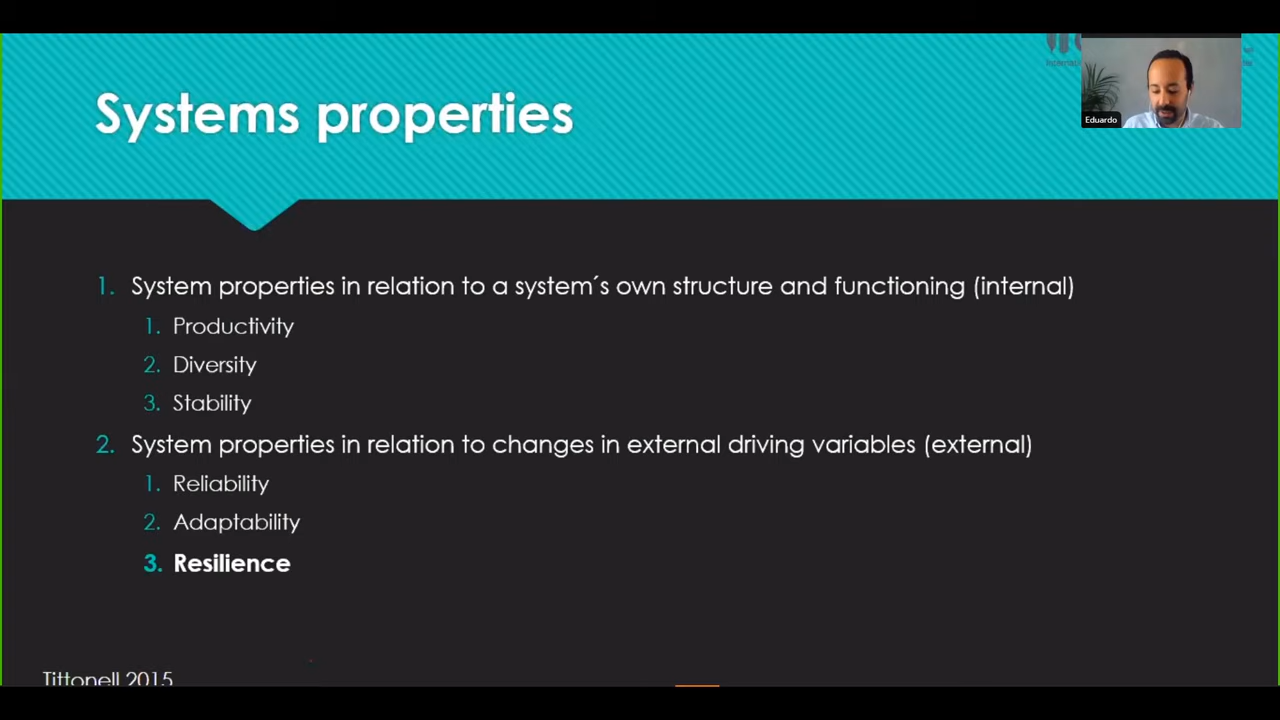 Systems properties
Eduardo
1. System properties in relation to a system´s own structure and functioning (internal)
1. Productivity
2. Diversity
3. Stability
2. System properties in relation to changes in external driving variables (external)
1. Reliability
2. Adaptability
3. Resilience
Tittonell 2015